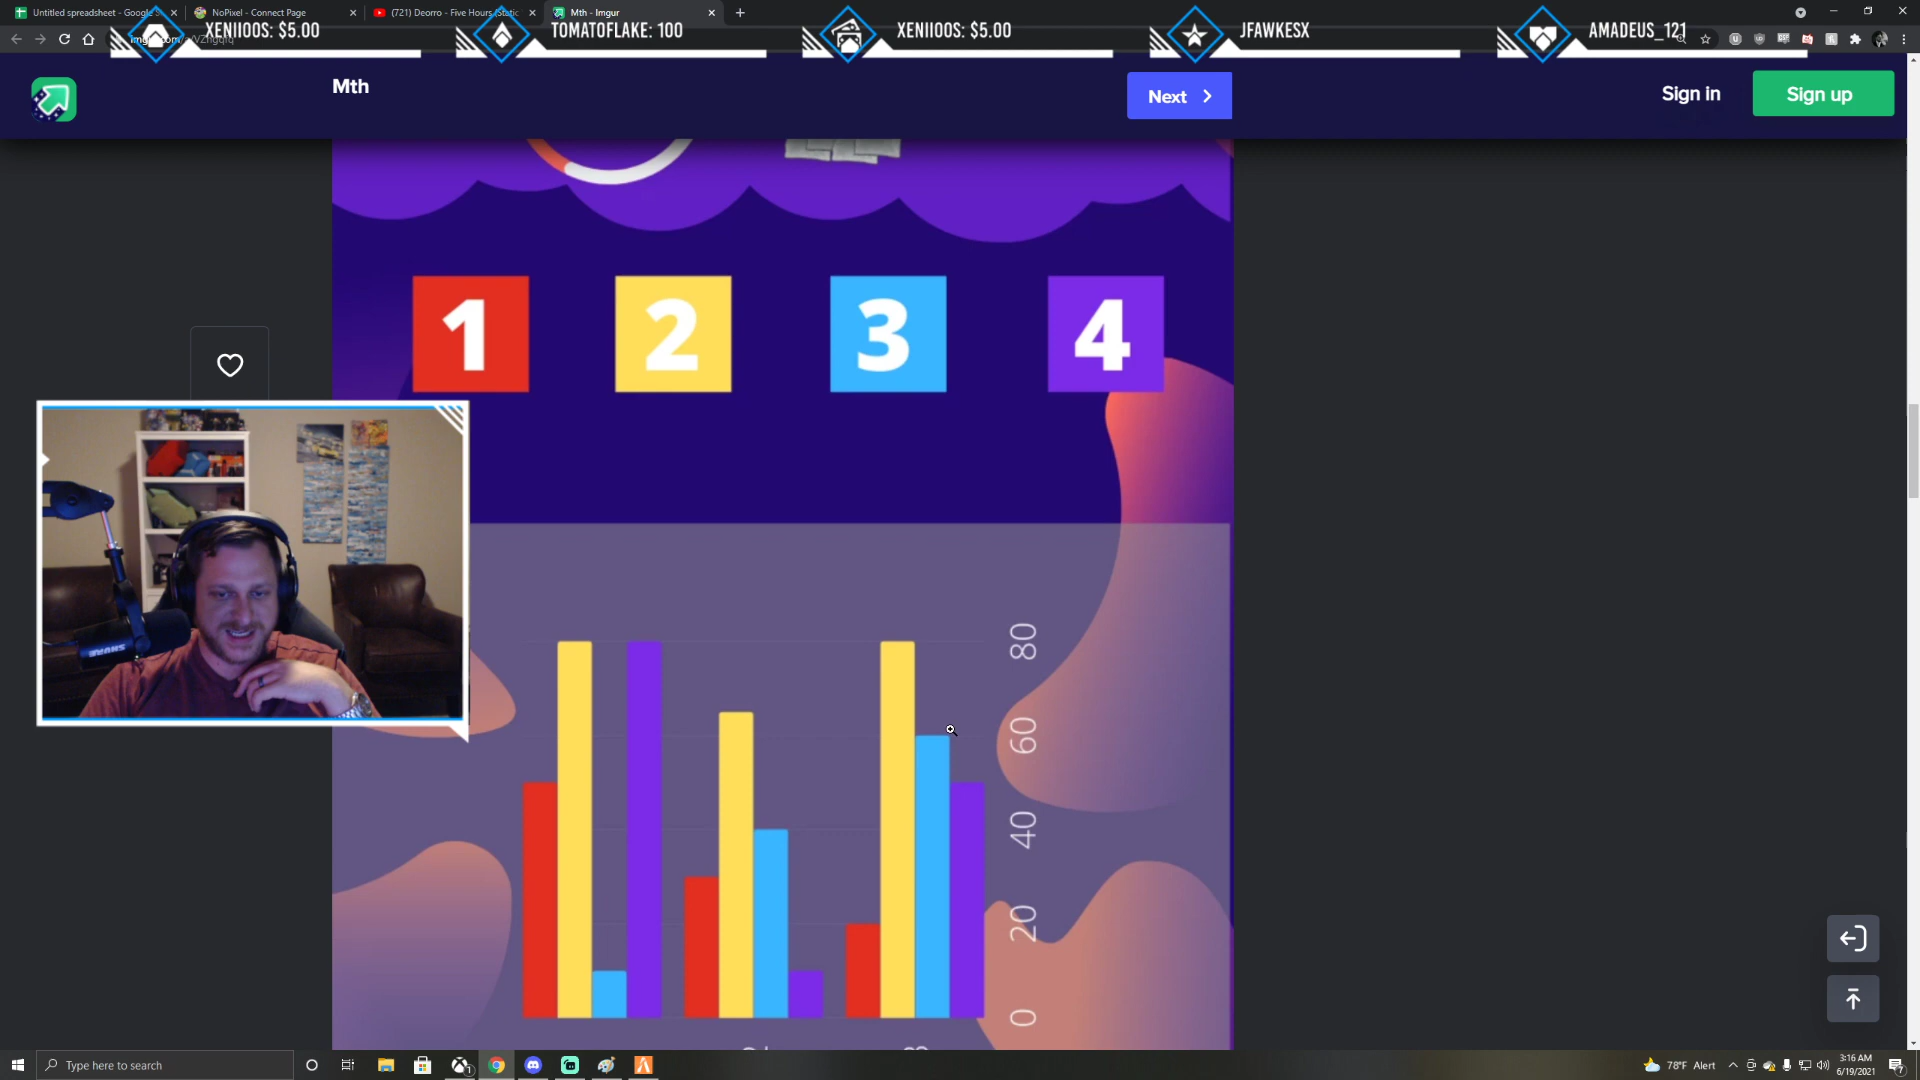 Untitled spreadsheet - Google S
NoPixel - Connect Page
(721) Deorro - Five Hours (Static
Mth - Imgur
XENIIOOS: $5.00
TOMATOFLAKE: 100
XENIIOOS: $5.00
JFAWKESX
AMADEUS_121
Mth
Next
Sign in
Sign up
1 2 3 4
80
60
40
20
0
SHURE
Type here to search
78°F Alert
3:16 AM
6/19/2021